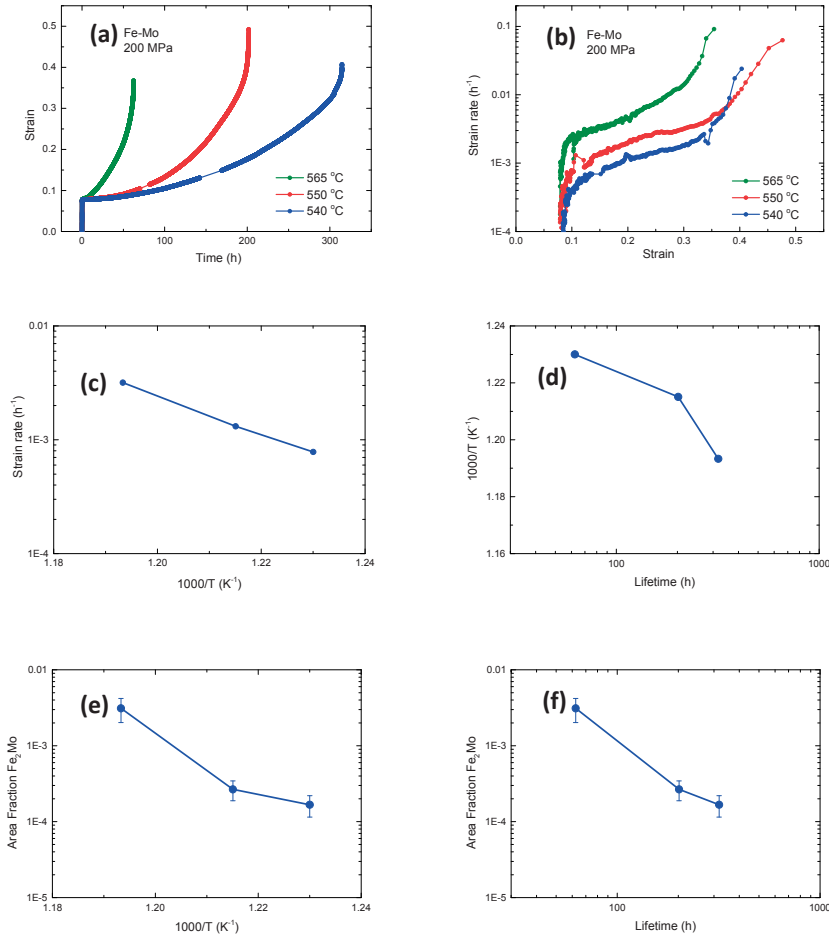 (a)
Fe-Mo
200 MPa
0.5
0.4
0.3
0.2
0.1
0.0
Strain
565 °C
550 °C
540 °C
0
100
200
300
Time (h)
(b)
Fe-Mo
200 MPa
0.1
0.01
1E-3
1E-4
Strain rate (h⁻¹)
565 °C
550 °C
540 °C
0.0
0.1
0.2
0.3
0.4
0.5
Strain
(c)
0.01
1E-3
1E-4
Strain rate (h⁻¹)
1.18
1.20
1.22
1.24
1000/T (K⁻¹)
(d)
1.24
1.22
1.20
1.18
1.16
1000/T (K⁻¹)
100
1000
Lifetime (h)
(e)
0.01
1E-3
1E-4
1E-5
Area Fraction Fe₂Mo
1.18
1.20
1.22
1.24
1000/T (K⁻¹)
(f)
0.01
1E-3
1E-4
1E-5
Area Fraction Fe₂Mo
100
1000
Lifetime (h)